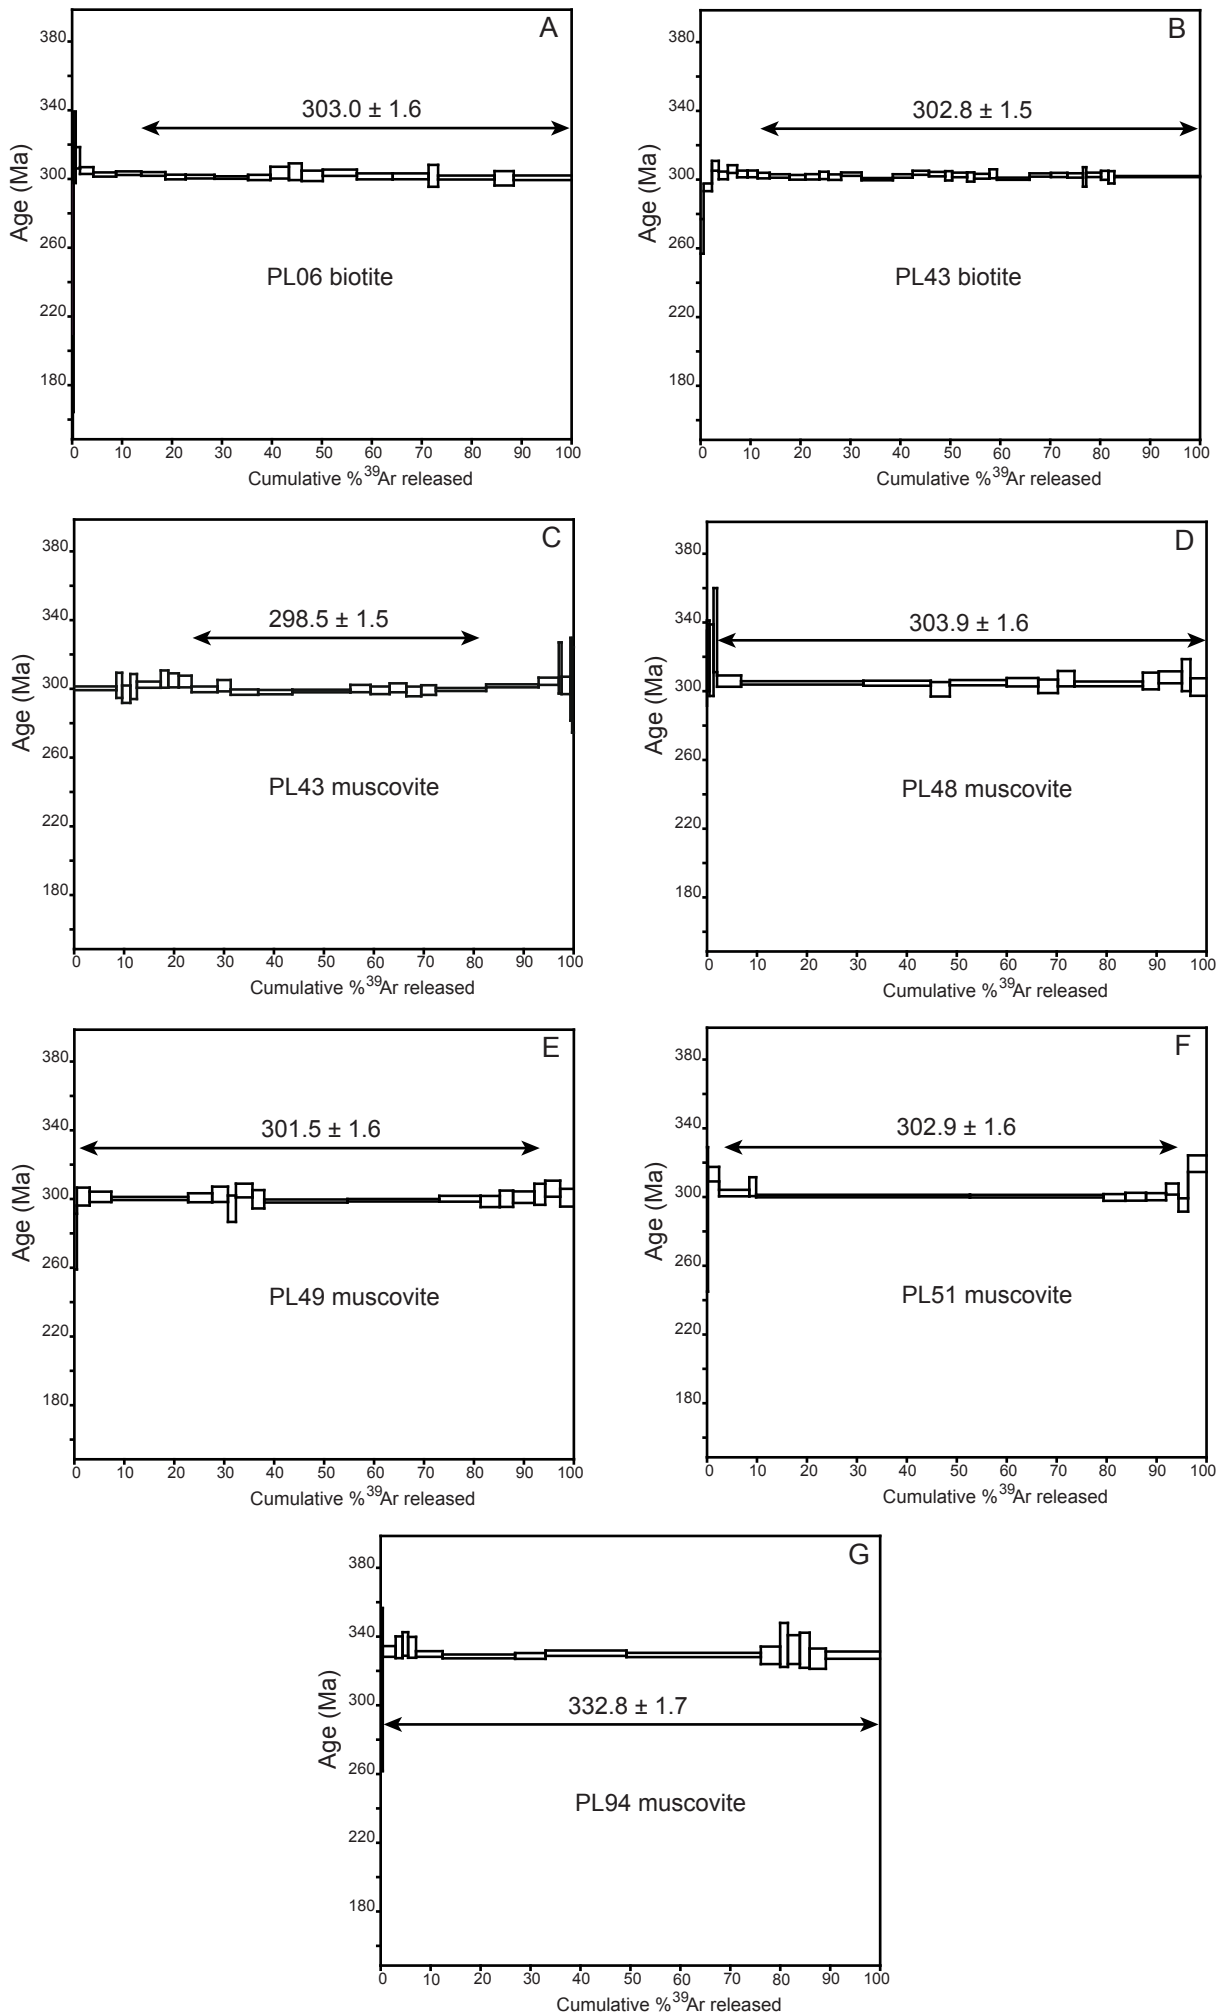 A
380
340
303.0 ± 1.6
300
Age (Ma)
260
PL06 biotite
220
180
0 10 20 30 40 50 60 70 80 90 100
Cumulative %39Ar released
B
380
340
302.8 ± 1.5
300
Age (Ma)
260
PL43 biotite
220
180
0 10 20 30 40 50 60 70 80 90 100
Cumulative %39Ar released
C
380
340
298.5 ± 1.5
300
Age (Ma)
260
PL43 muscovite
220
180
0 10 20 30 40 50 60 70 80 90 100
Cumulative %39Ar released
D
380
340
303.9 ± 1.6
300
Age (Ma)
260
PL48 muscovite
220
180
0 10 20 30 40 50 60 70 80 90 100
Cumulative %39Ar released
E
380
340
301.5 ± 1.6
300
Age (Ma)
260
PL49 muscovite
220
180
0 10 20 30 40 50 60 70 80 90 100
Cumulative %39Ar released
F
380
340
302.9 ± 1.6
300
Age (Ma)
260
PL51 muscovite
220
180
0 10 20 30 40 50 60 70 80 90 100
Cumulative %39Ar released
G
380
340
300
332.8 ± 1.7
Age (Ma)
260
PL94 muscovite
220
180
0 10 20 30 40 50 60 70 80 90 100
Cumulative %39Ar released